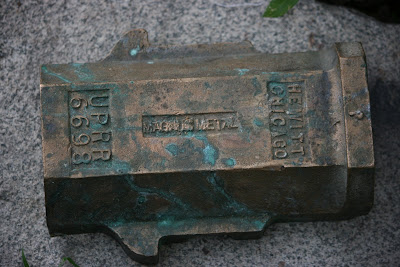 UPRR
6698
MAGNUS METAL
HEWITT
CHICAGO